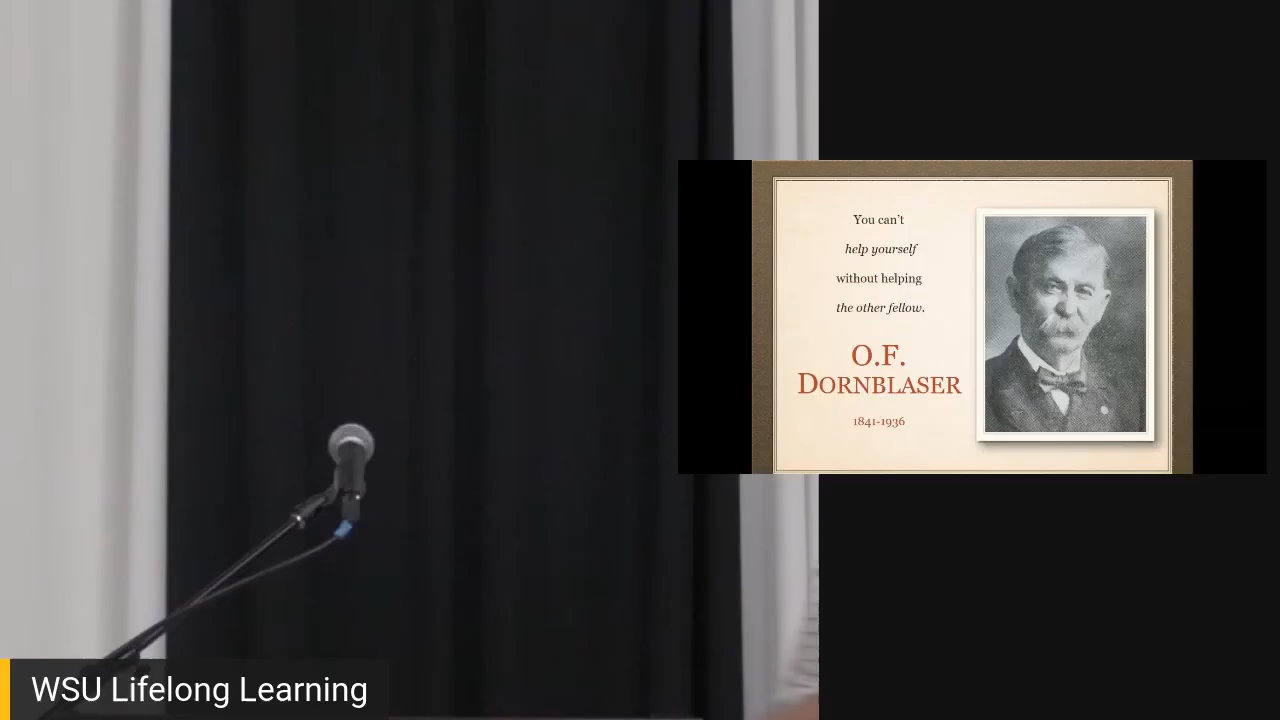 You can't
help yourself
without helping
the other fellow.
O.F.
DORNBLASER
1841-1936
WSU Lifelong Learning